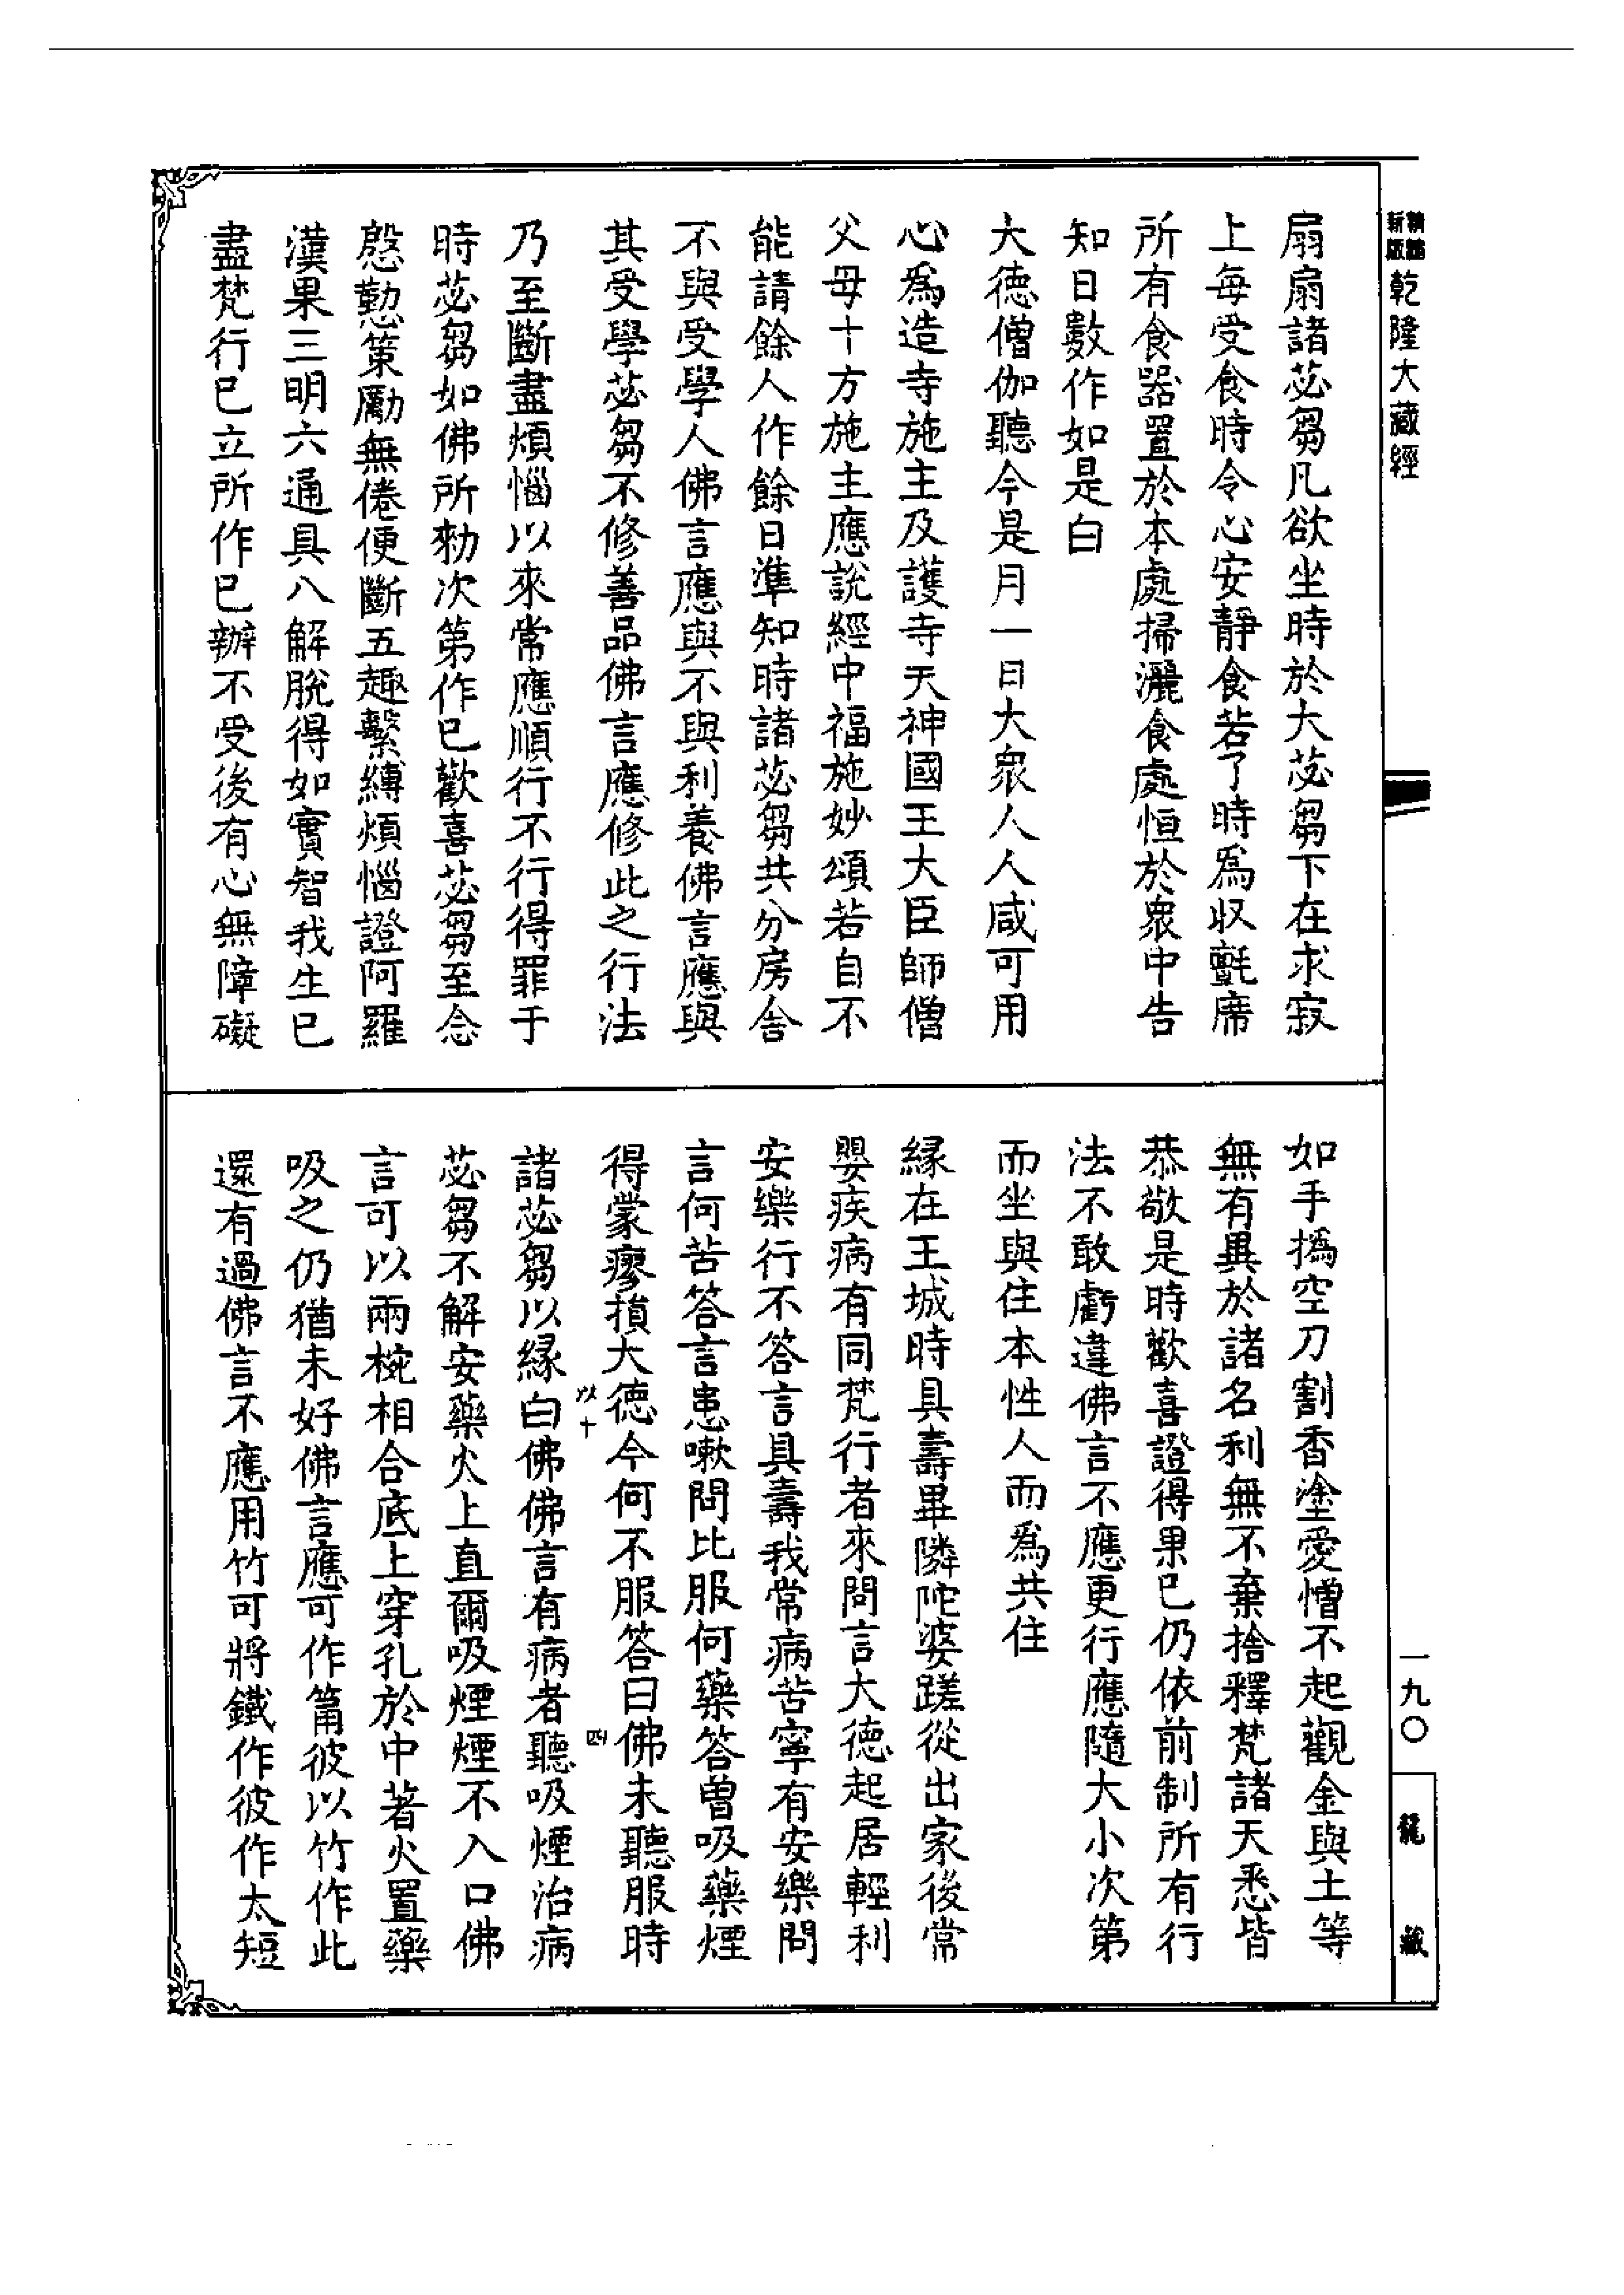 乾隆大藏經
扇扇諸苾芻凡欲坐時於大苾芻下在求寂
上每受食時令心安靜食若了時爲収氈席
所有食器置於本處掃灑食處恒於衆中告
知日數作如是白
大德僧伽聽今是月一日大衆人人咸可用
心爲造寺施主及護寺天神國王大臣師僧
父母十方施主應說經中福施妙頌若自不
能請餘人作餘日準知時諸苾芻共分房舍
不與受學人佛言應與不與利養佛言應與
其受學苾芻不修善品佛言應修此之行法
乃至斷盡煩惱以來常應順行不行得罪于
時苾芻如佛所勑次第作已歡喜苾芻至念
慇懃策勵無倦便斷五趣繫縛煩惱證阿羅
漢果三明六通具八解脫得如實智我生已
盡梵行已立所作已辦不受後有心無障礙
如手撝空刀割香塗愛憎不起觀金與土等
無有異於諸名利無不棄捨釋梵諸天悉皆
恭敬是時歡喜證得果已仍依前制所有行
法不敢虧違佛言不應更行應隨大小次第
而坐與住本性人而爲共住
緣在王城時具壽畢隣陀婆蹉從出家後常
嬰疾病有同梵行者來問言大德起居輕利
安樂行不答言具壽我常病苦寧有安樂問
言何苦答言患嗽問比服何藥答曾吸藥煙
得蒙瘳損大德今何不服答曰佛未聽服時
諸苾芻以緣白佛佛言有病者聽吸煙治病
苾芻不解安藥火上直爾吸煙煙不入口佛
言可以兩椀相合底上穿孔於中著火置藥
吸之仍猶未好佛言應可作筩彼以竹作此
還有過佛言不應用竹可將鐵作彼作太短
以十
四
一九〇
龍藏